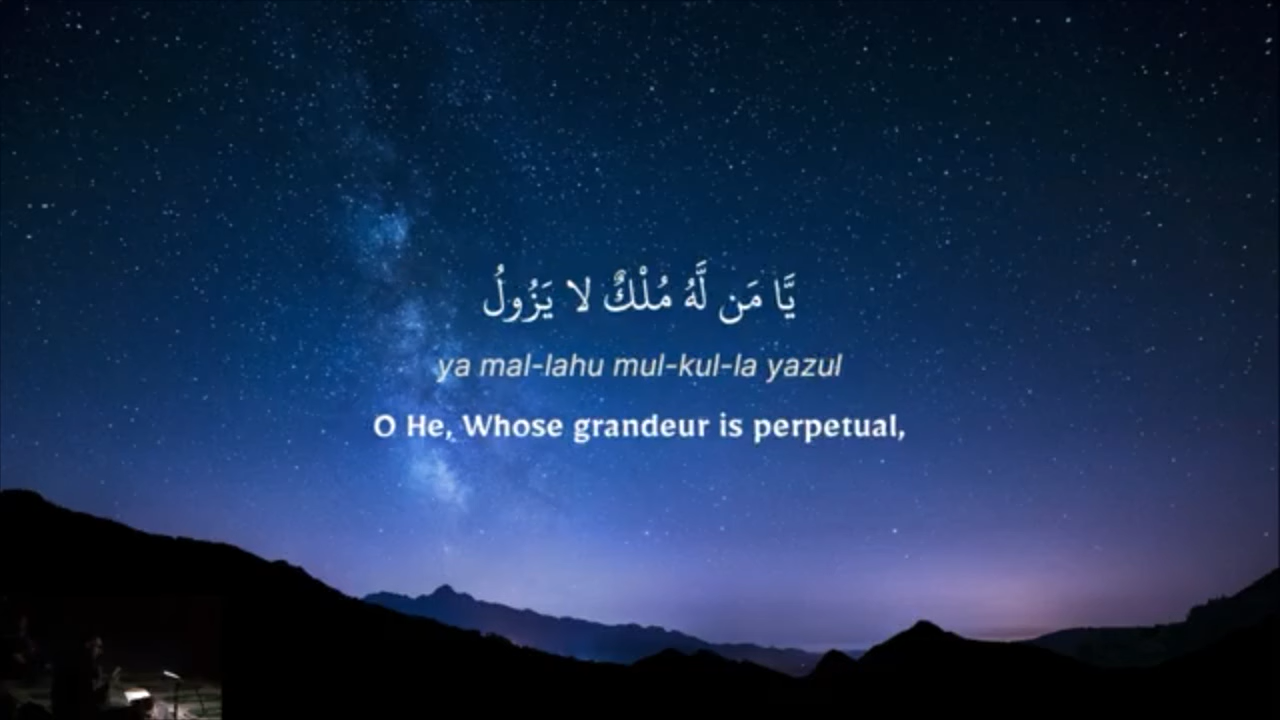 يَّا مَن لَّهُ مُلْكٌ لا يَزُولُ
ya mal-lahu mul-kul-la yazul
O He, Whose grandeur is perpetual,